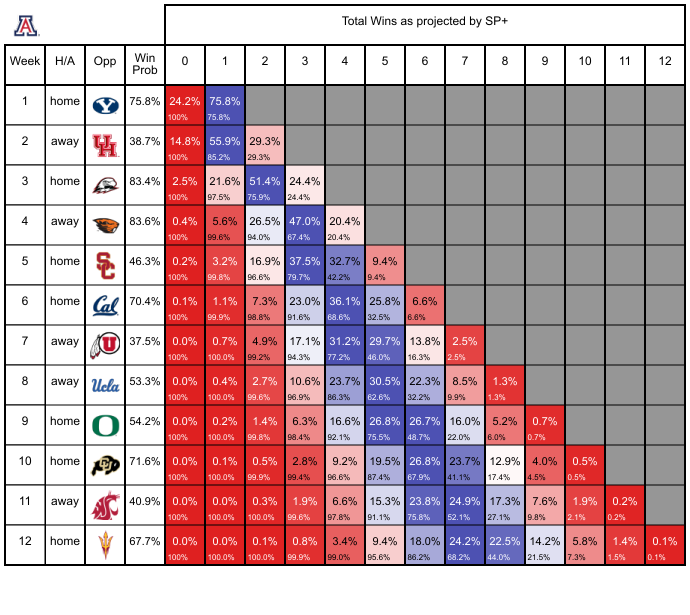 A
Total Wins as projected by SP+
Week H/A Opp Win Prob 0 1 2 3 4 5 6 7 8 9 10 11 12
1 home Y 75.8% 24.2% 75.8%
100% 75.8%
2 away UH 38.7% 14.8% 55.9% 29.3%
100% 85.2% 29.3%
3 home 83.4% 2.5% 21.6% 51.4% 24.4%
100% 97.5% 75.9% 24.4%
4 away 83.6% 0.4% 5.6% 26.5% 47.0% 20.4%
100% 99.6% 94.0% 67.4% 20.4%
5 home SC 46.3% 0.2% 3.2% 16.9% 37.5% 32.7% 9.4%
100% 99.8% 96.6% 79.7% 42.2% 9.4%
6 home Cal 70.4% 0.1% 1.1% 7.3% 23.0% 36.1% 25.8% 6.6%
100% 99.9% 98.8% 91.6% 68.6% 32.5% 6.6%
7 away U 37.5% 0.0% 0.7% 4.9% 17.1% 31.2% 29.7% 13.8% 2.5%
100% 100.0% 99.2% 94.3% 77.2% 46.0% 16.3% 2.5%
8 away Ucla 53.3% 0.0% 0.4% 2.7% 10.6% 23.7% 30.5% 22.3% 8.5% 1.3%
100% 100.0% 99.6% 96.9% 86.3% 62.6% 32.2% 9.9% 1.3%
9 home O 54.2% 0.0% 0.2% 1.4% 6.3% 16.6% 26.8% 26.7% 16.0% 5.2% 0.7%
100% 100.0% 99.8% 98.4% 92.1% 75.5% 48.7% 22.0% 6.0% 0.7%
10 home CU 71.6% 0.0% 0.1% 0.5% 2.8% 9.2% 19.5% 26.8% 23.7% 12.9% 4.0% 0.5%
100% 100.0% 99.9% 99.4% 96.6% 87.4% 67.9% 41.1% 17.4% 4.5% 0.5%
11 away 40.9% 0.0% 0.0% 0.3% 1.9% 6.6% 15.3% 23.8% 24.9% 17.3% 7.6% 1.9% 0.2%
100% 100.0% 100.0% 99.6% 97.8% 91.1% 75.8% 52.1% 27.1% 9.8% 2.1% 0.2%
12 home 67.7% 0.0% 0.0% 0.1% 0.8% 3.4% 9.4% 18.0% 24.2% 22.5% 14.2% 5.8% 1.4% 0.1%
100% 100.0% 100.0% 99.9% 99.0% 95.6% 86.2% 68.2% 44.0% 21.5% 7.3% 1.5% 0.1%